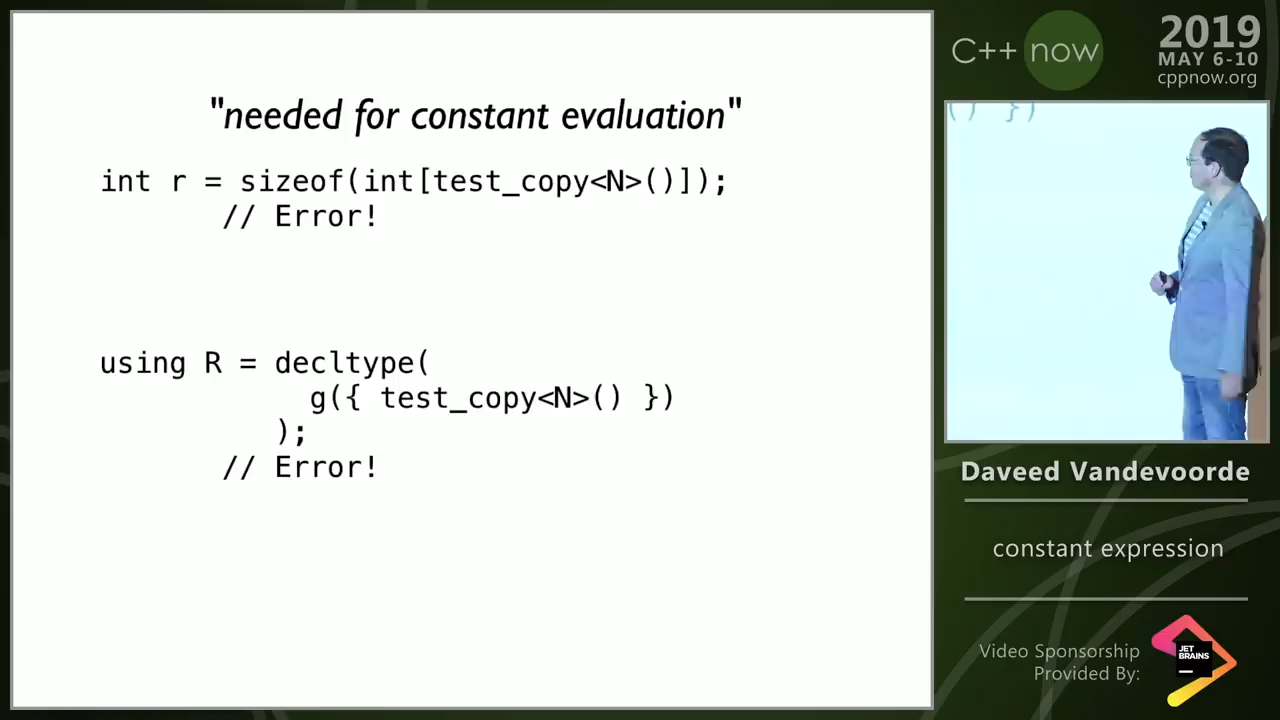 "needed for constant evaluation"
int r = sizeof(int[test_copy<N>()]);
// Error!
using R = decltype(
g({ test_copy<N>() })
);
// Error!
C++ now
2019
MAY 6-10
cppnow.org
() })
Daveed Vandevoorde
constant expression
Video Sponsorship
Provided By:
JET
BRAINS